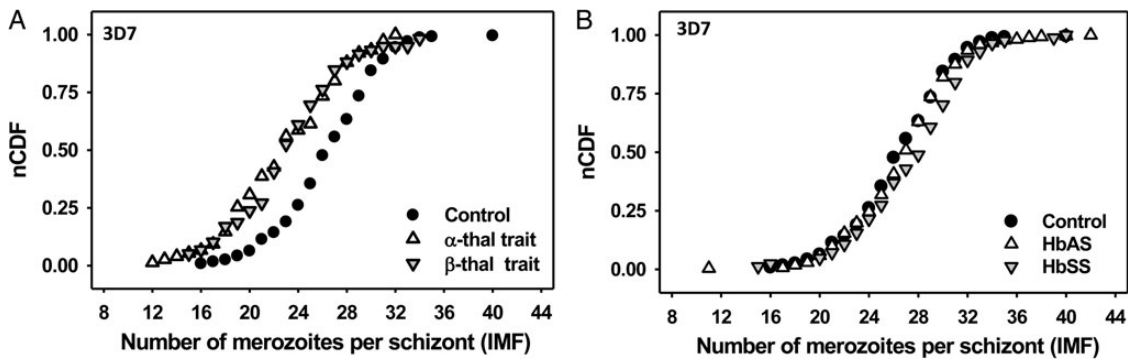 A
3D7
nCDF
1.00
0.75
0.50
0.25
0.00
Control
α-thal trait
β-thal trait
8 12 16 20 24 28 32 36 40 44
Number of merozoites per schizont (IMF)
B
3D7
nCDF
1.00
0.75
0.50
0.25
0.00
Control
HbAS
HbSS
8 12 16 20 24 28 32 36 40 44
Number of merozoites per schizont (IMF)